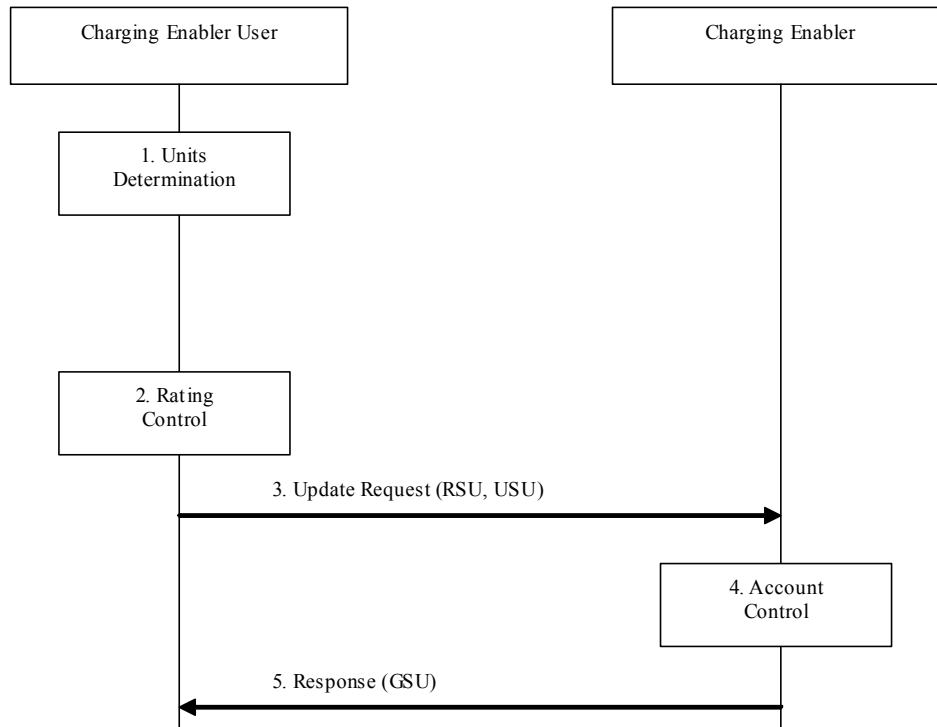 Charging Enabler User
Charging Enabler
1. Units
Determination
2. Rating
Control
3. Update Request (RSU, USU)
4. Account
Control
5. Response (GSU)